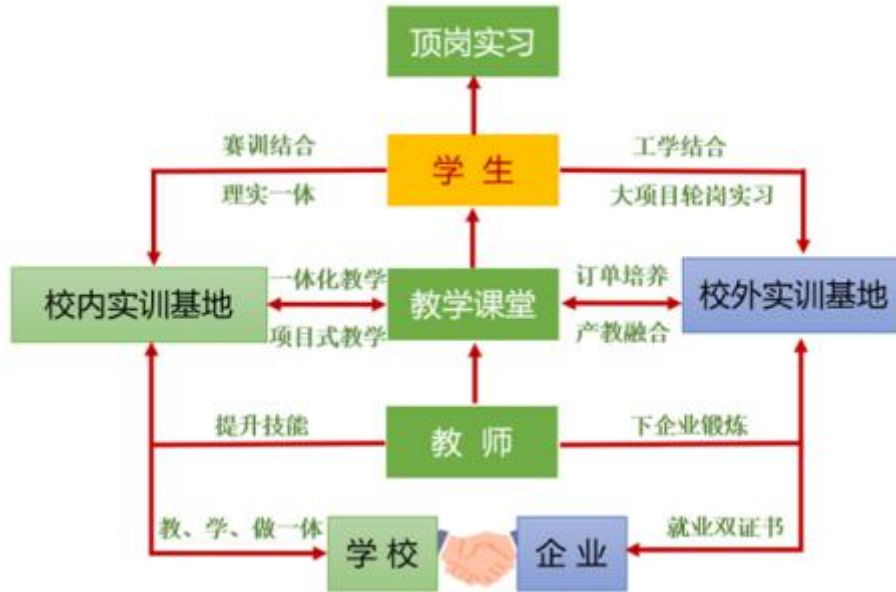 顶岗实习
赛训结合
学 生
工学结合
理实一体
大项目轮岗实习
校内实训基地
一体化教学
项目式教学
教学课堂
订单培养
产教融合
校外实训基地
提升技能
教 师
下企业锻炼
教、学、做一体
学校
企业
就业双证书